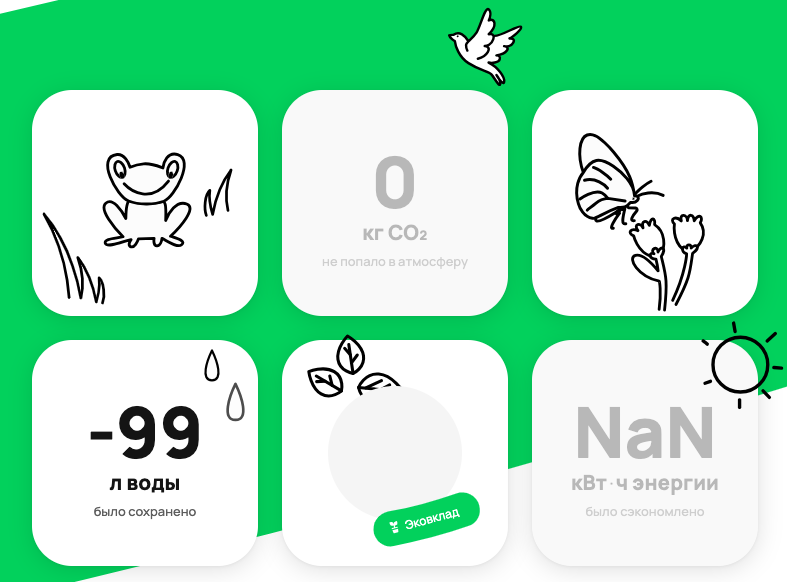 0
кг CO₂
не попало в атмосферу
-99
л воды
было сохранено
Эковклад
NaN
кВт·ч энергии
было сэкономлено